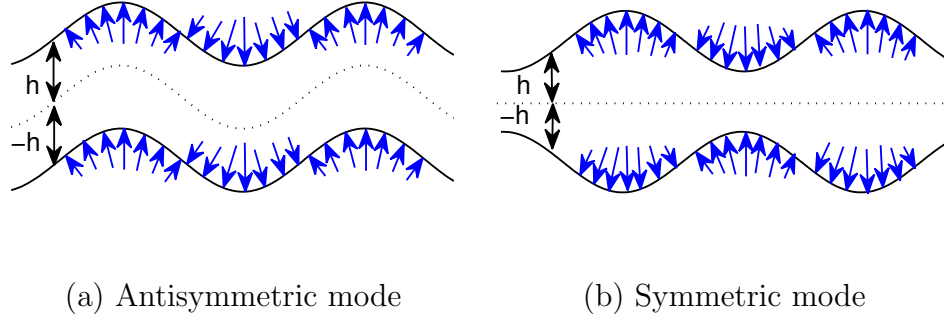 h
h
−h
−h
(a) Antisymmetric mode
(b) Symmetric mode